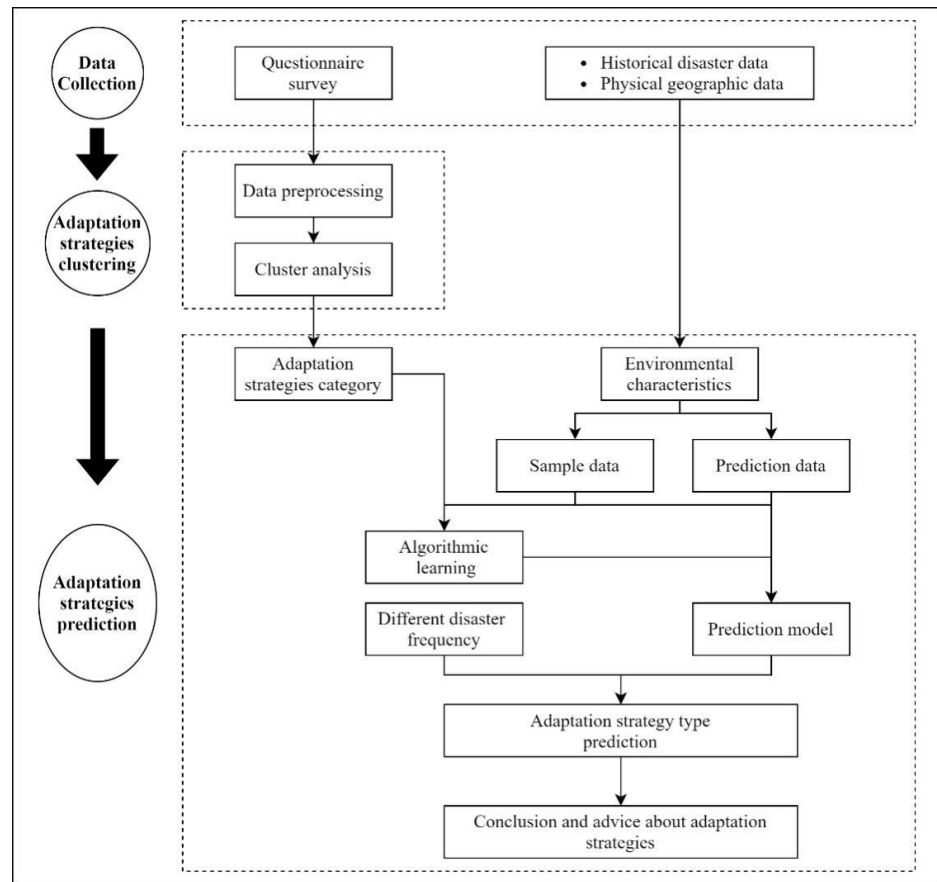 Data
Collection
Questionnaire
survey
• Historical disaster data
• Physical geographic data
Adaptation
strategies
clustering
Data preprocessing
Cluster analysis
Adaptation
strategies category
Environmental
characteristics
Sample data
Prediction data
Adaptation
strategies
prediction
Algorithmic
learning
Different disaster
frequency
Prediction model
Adaptation strategy type
prediction
Conclusion and advice about adaptation
strategies